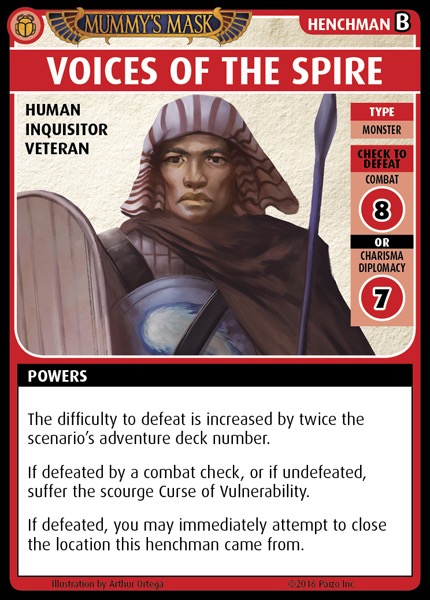 MUMMY'S MASK
HENCHMAN B
VOICES OF THE SPIRE
HUMAN
INQUISITOR
VETERAN
TYPE
MONSTER
CHECK TO
DEFEAT
COMBAT
8
OR
CHARISMA
DIPLOMACY
7
POWERS
The difficulty to defeat is increased by twice the
scenario's adventure deck number.
If defeated by a combat check, or if undefeated,
suffer the scourge Curse of Vulnerability.
If defeated, you may immediately attempt to close
the location this henchman came from.
Illustration by Arthur Ortega
©2016 Paizo Inc.